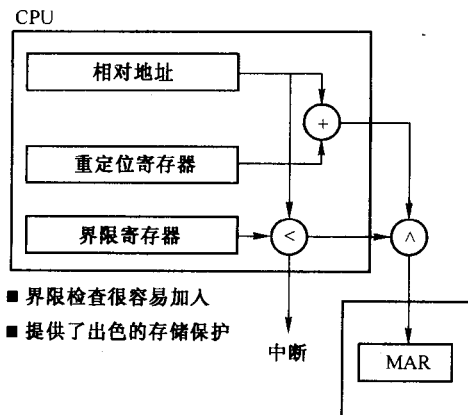 CPU
相对地址
+
重定位寄存器
界限寄存器
<
^
■ 界限检查很容易加入
■ 提供了出色的存储保护
中断
MAR